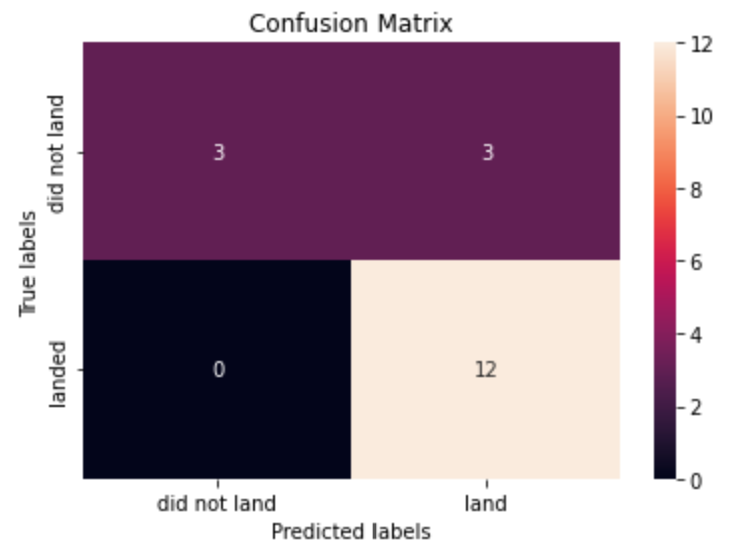 Confusion Matrix
True labels
did not land
landed
3
3
0
12
did not land
land
Predicted labels
12
10
8
6
4
2
0